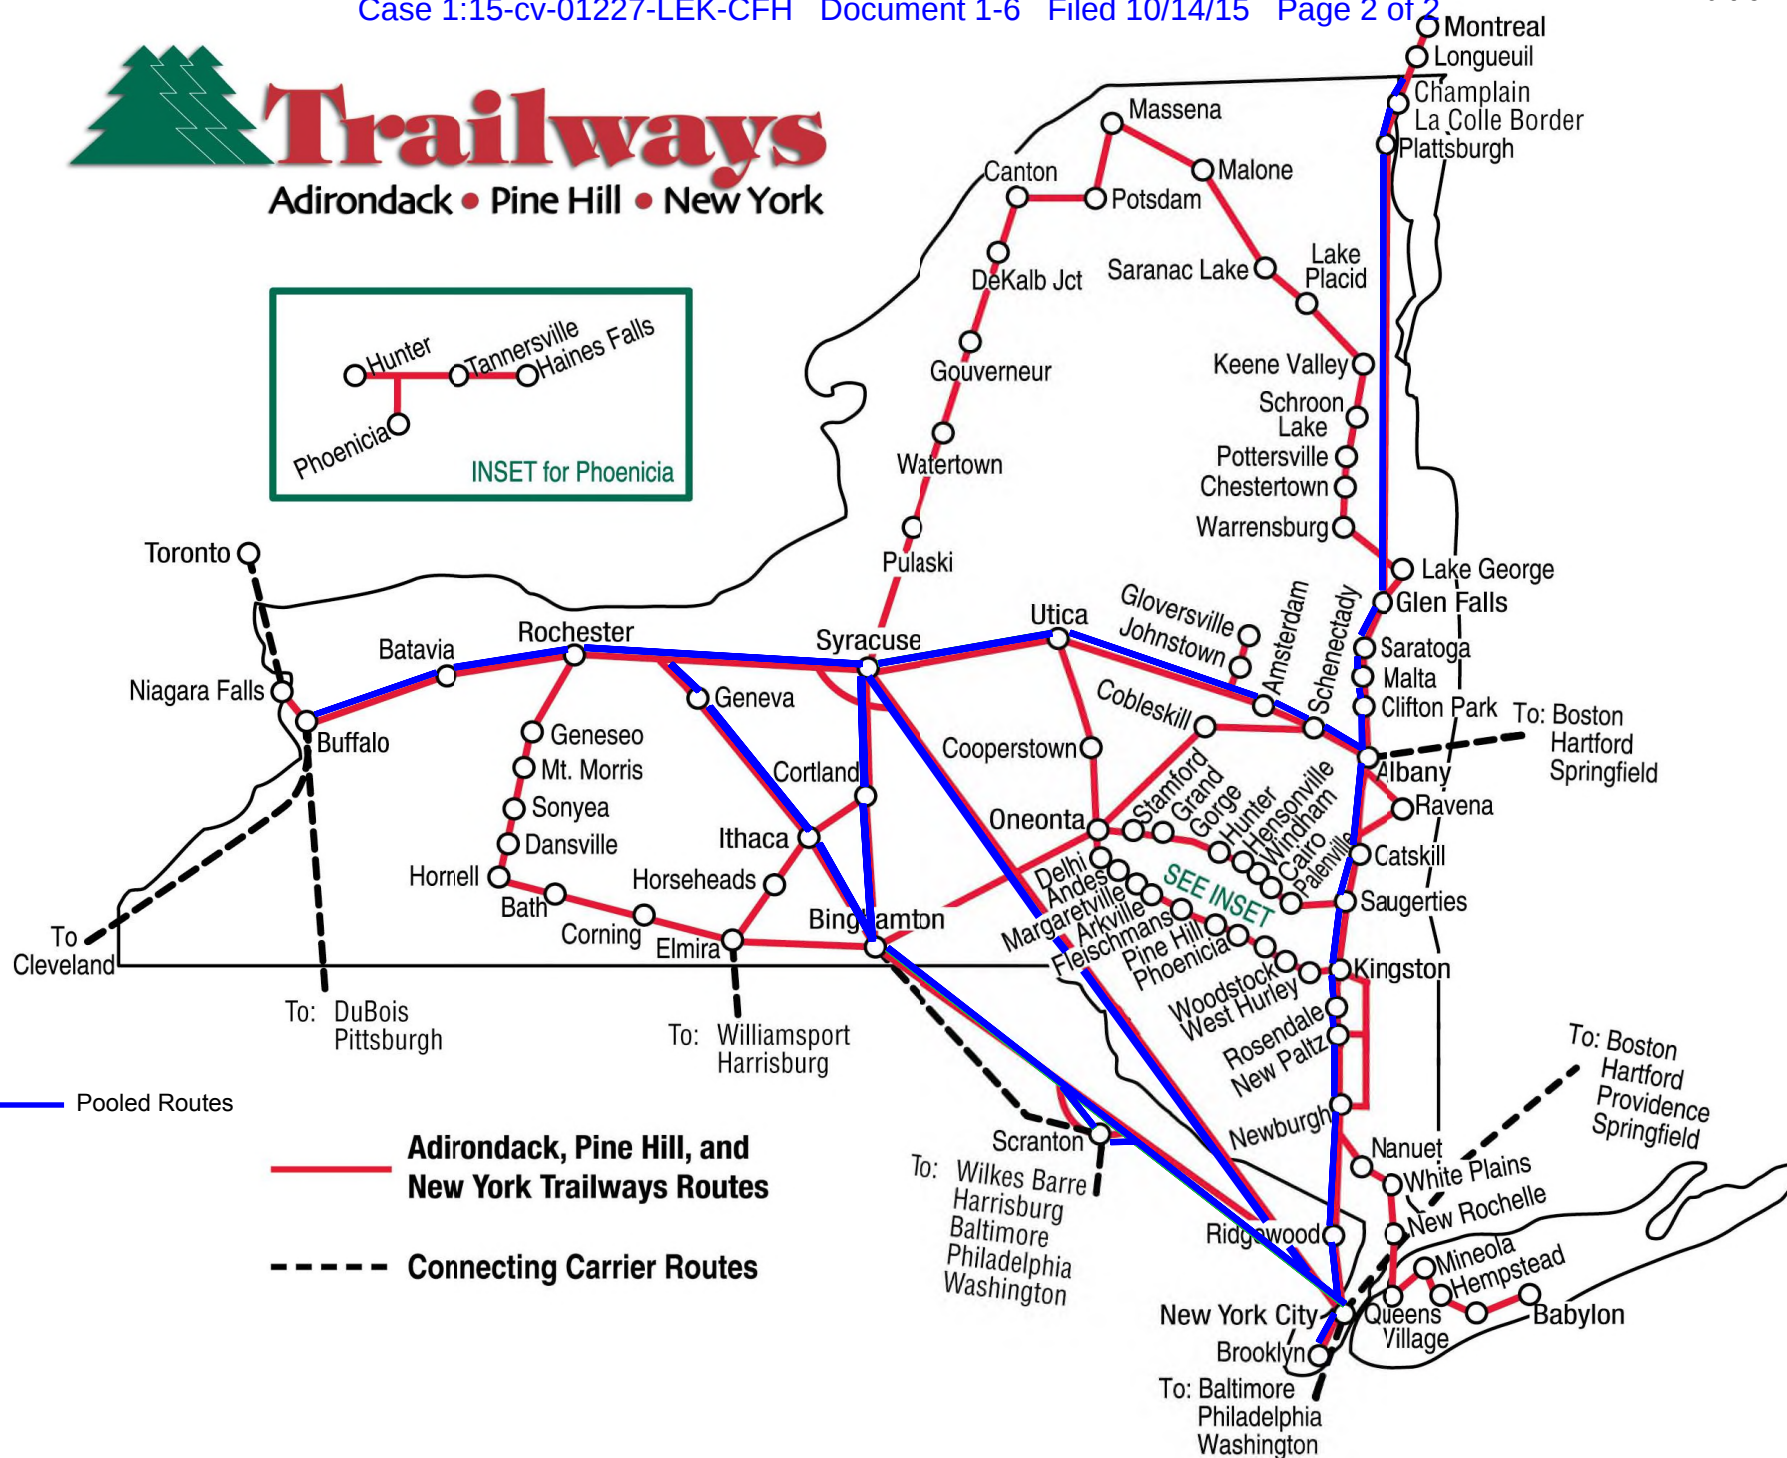 Case 1:15-cv-01227-LEK-CFH Document 1-6 Filed 10/14/15 Page 2 of 2
Trailways
Adirondack • Pine Hill • New York
Hunter
Tannersville
Haines Falls
Phoenicia
INSET for Phoenicia
Montreal
Longueuil
Champlain
La Colle Border
Plattsburgh
Massena
Malone
Canton
Potsdam
DeKalb Jct
Saranac Lake
Lake
Placid
Gouverneur
Keene Valley
Schroon
Lake
Watertown
Pottersville
Chestertown
Warrensburg
Pulaski
Lake George
Glen Falls
Toronto
Niagara Falls
Buffalo
Batavia
Rochester
Syracuse
Utica
Gloversville
Johnstown
Amsterdam
Schenectady
Saratoga
Malta
Clifton Park
To: Boston
Hartford
Springfield
Albany
Ravena
Geneva
Geneseo
Mt. Morris
Sonyea
Dansville
Hornell
Bath
Corning
Elmira
Horseheads
Ithaca
Cortland
Binghamton
Cooperstown
Cobleskill
Oneonta
Stamford
Grand
Gorge
Hunter
Hensonville
Windham
Cairo
Palenville
Catskill
Saugerties
Delhi
Andes
Margaretville
Arkville
Fleischmans
Pine Hill
Phoenicia
SEE INSET
Woodstock
West Hurley
Kingston
Rosendale
New Paltz
Newburgh
To
Cleveland
To: DuBois
Pittsburgh
To: Williamsport
Harrisburg
Scranton
To: Wilkes Barre
Harrisburg
Baltimore
Philadelphia
Washington
Nanuet
White Plains
New Rochelle
To: Boston
Hartford
Providence
Springfield
Ridgewood
Mineola
Hempstead
New York City
Queens
Village
Babylon
Brooklyn
To: Baltimore
Philadelphia
Washington
Pooled Routes
Adirondack, Pine Hill, and
New York Trailways Routes
Connecting Carrier Routes